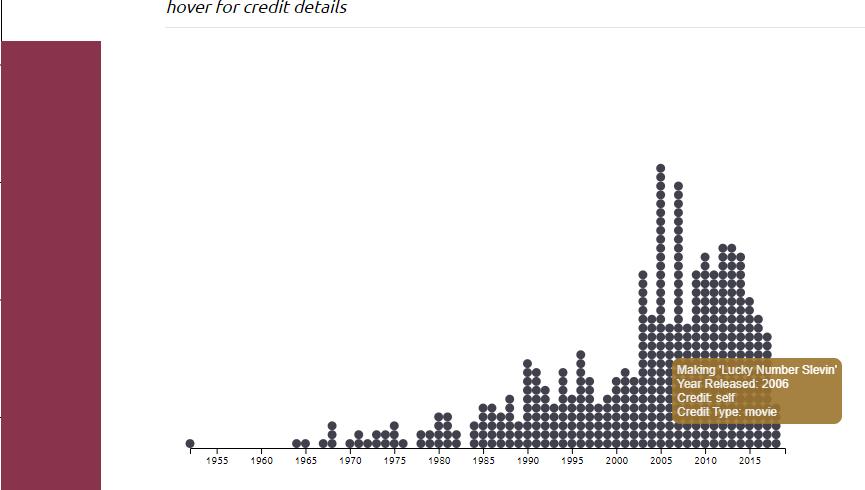 hover for credit details
Making 'Lucky Number Slevin'
Year Released: 2006
Credit: self
Credit Type: movie
1955 1960 1965 1970 1975 1980 1985 1990 1995 2000 2005 2010 2015